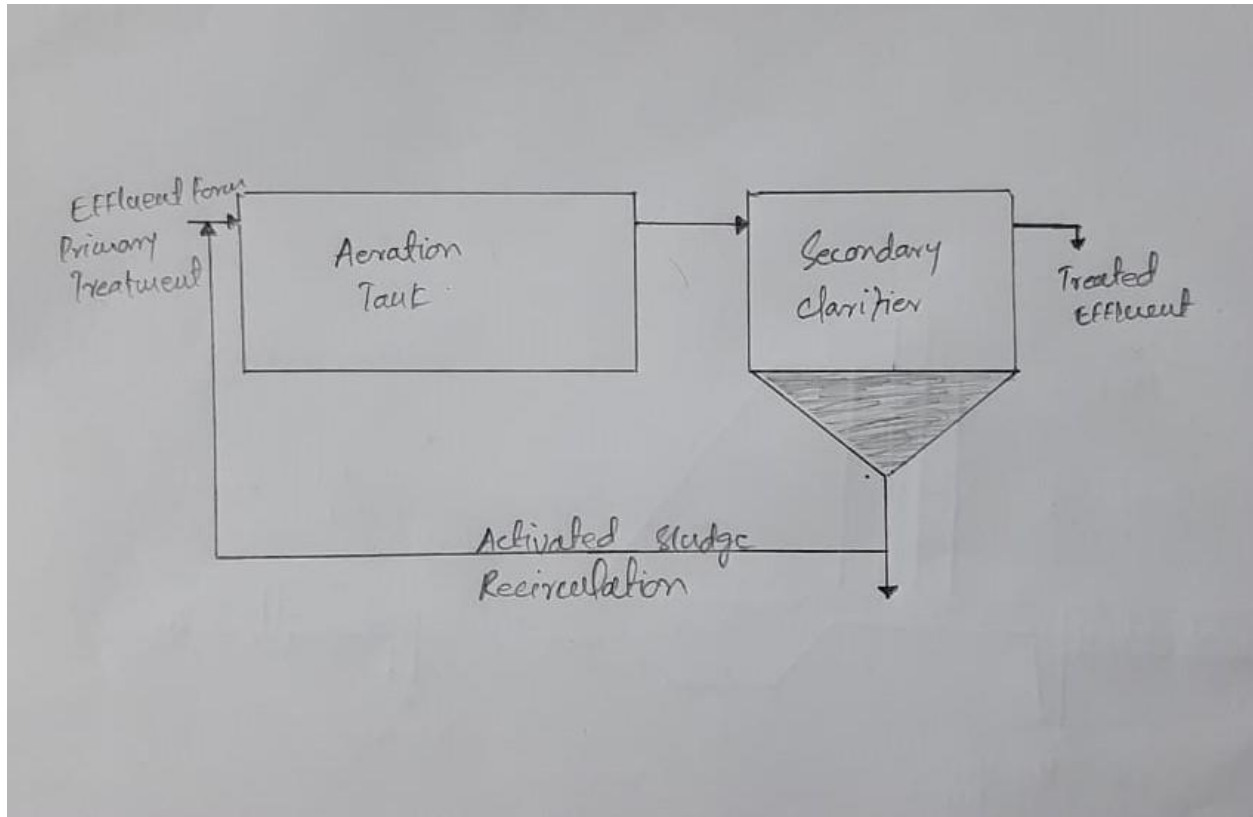 Effluent Form
Primary
Treatment
Aeration
Tank
Secondary
Clarifier
Treated
Effluent
Activated Sludge
Recirculation